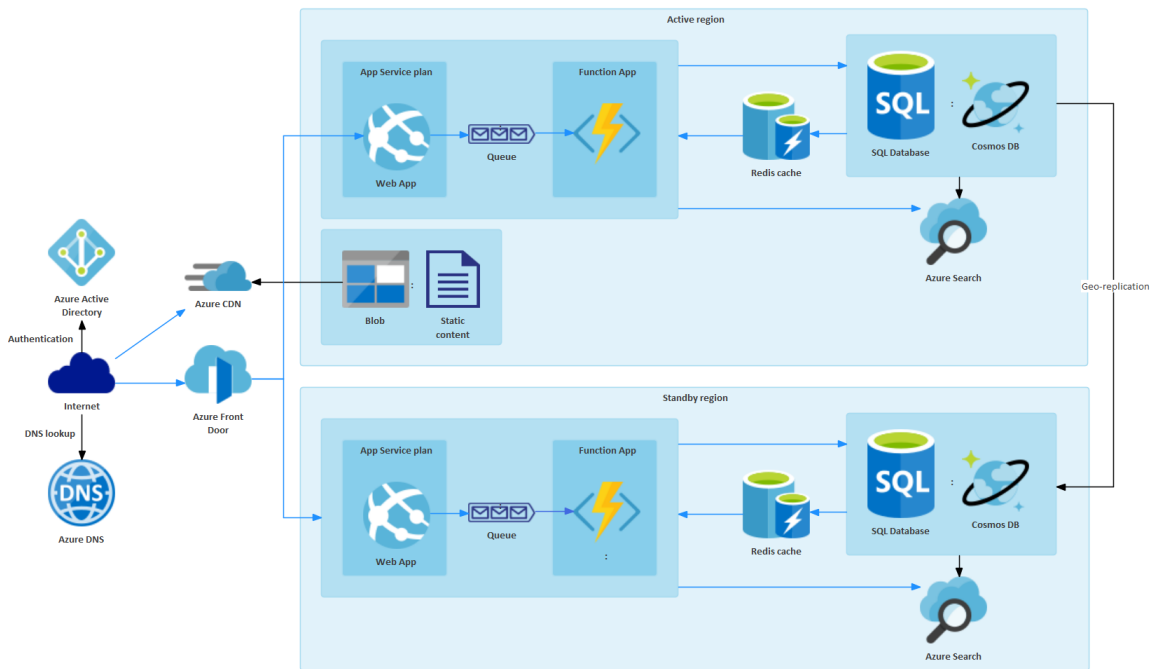 Active region
App Service plan
Function App
SQL
:
Queue
Web App
Redis cache
SQL Database
Cosmos DB
Azure Search
Geo-replication
Azure Active
Directory
Authentication
Azure CDN
:
Blob
Static
content
Internet
Azure Front
Door
DNS lookup
DNS
Azure DNS
Standby region
App Service plan
Function App
SQL
:
Queue
Web App
:
Redis cache
SQL Database
Cosmos DB
Azure Search